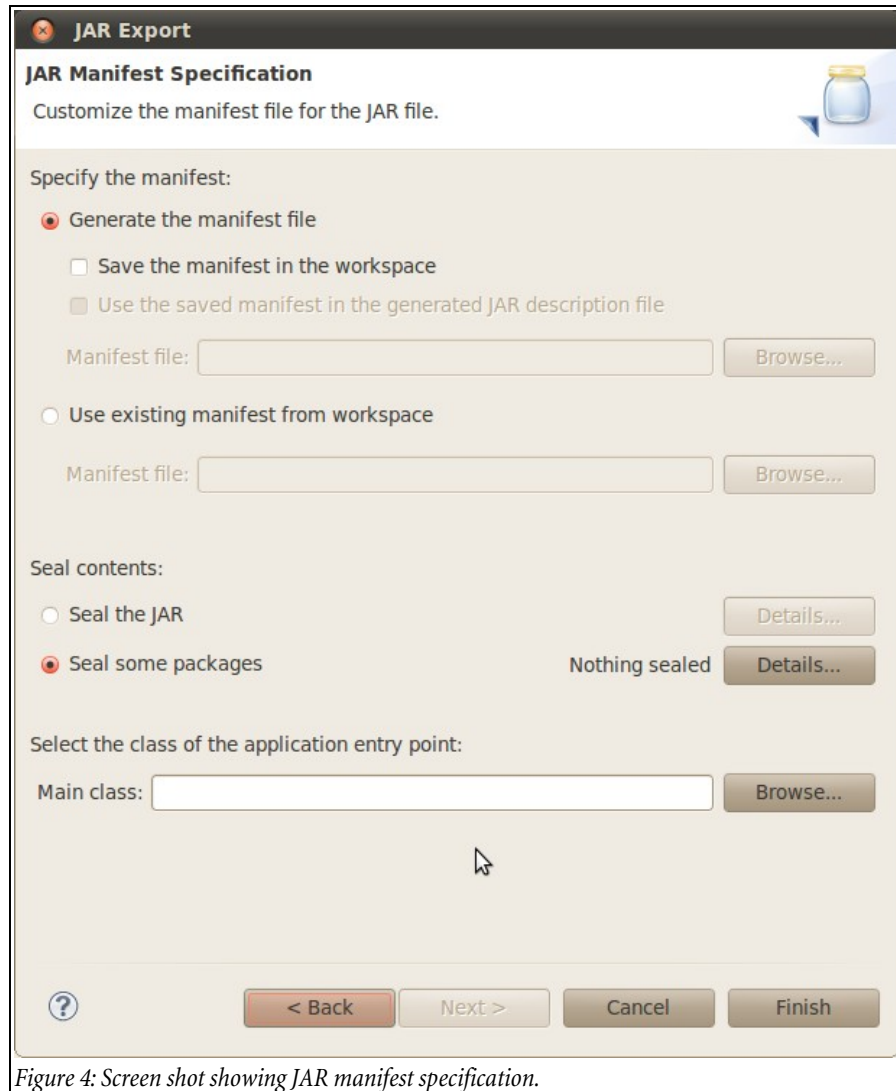 JAR Export
JAR Manifest Specification
Customize the manifest file for the JAR file.
Specify the manifest:
Generate the manifest file
Save the manifest in the workspace
Use the saved manifest in the generated JAR description file
Manifest file: Browse...
Use existing manifest from workspace
Manifest file: Browse...
Seal contents:
Seal the JAR Details...
Seal some packages Nothing sealed Details...
Select the class of the application entry point:
Main class: Browse...
? < Back Next > Cancel Finish
Figure 4: Screen shot showing JAR manifest specification.